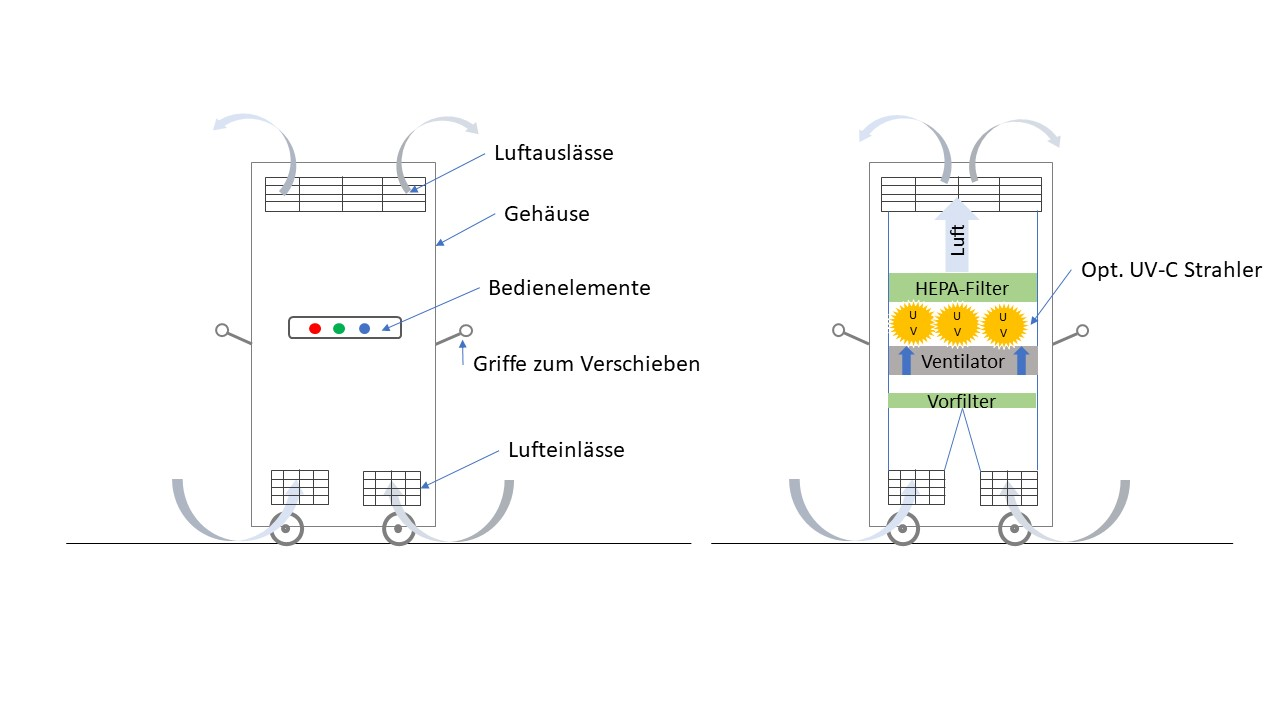 Luftauslässe
Gehäuse
Bedienelemente
Griffe zum Verschieben
Lufteinlässe
Luft
Opt. UV-C Strahler
HEPA-Filter
U
V
U
V
U
V
Ventilator
Vorfilter